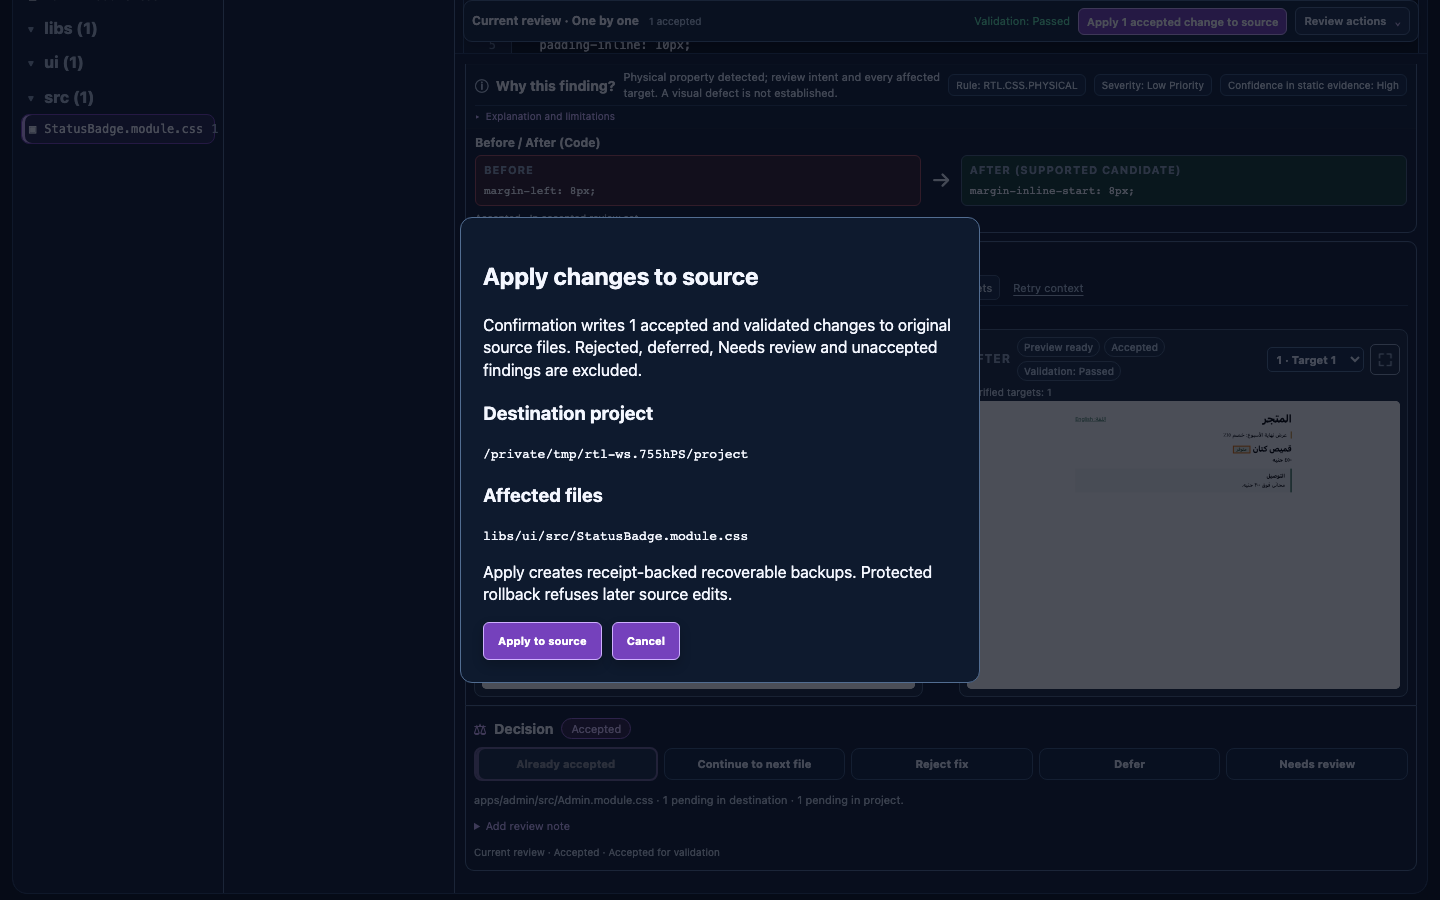 libs (1)
ui (1)
src (1)
StatusBadge.module.css 1
Current review · One by one 1 accepted
Validation: Passed
Apply 1 accepted change to source
Review actions
5 padding-inline: 10px;
Why this finding?
Physical property detected; review intent and every affected
target. A visual defect is not established.
Rule: RTL.CSS.PHYSICAL
Severity: Low Priority
Confidence in static evidence: High
Explanation and limitations
Before / After (Code)
BEFORE
margin-left: 8px;
AFTER (SUPPORTED CANDIDATE)
margin-inline-start: 8px;
Retry context
Apply changes to source
Confirmation writes 1 accepted and validated changes to original
source files. Rejected, deferred, Needs review and unaccepted
findings are excluded.
Destination project
/private/tmp/rtl-ws.755hPS/project
Affected files
libs/ui/src/StatusBadge.module.css
Apply creates receipt-backed recoverable backups. Protected
rollback refuses later source edits.
Apply to source
Cancel
Preview ready
Accepted
Validation: Passed
1 · Target 1
targets: 1
المتجر
قميص كتان
التوصيل
Decision
Accepted
Already accepted
Continue to next file
Reject fix
Defer
Needs review
apps/admin/src/Admin.module.css · 1 pending in destination · 1 pending in project.
Add review note
Current review · Accepted · Accepted for validation